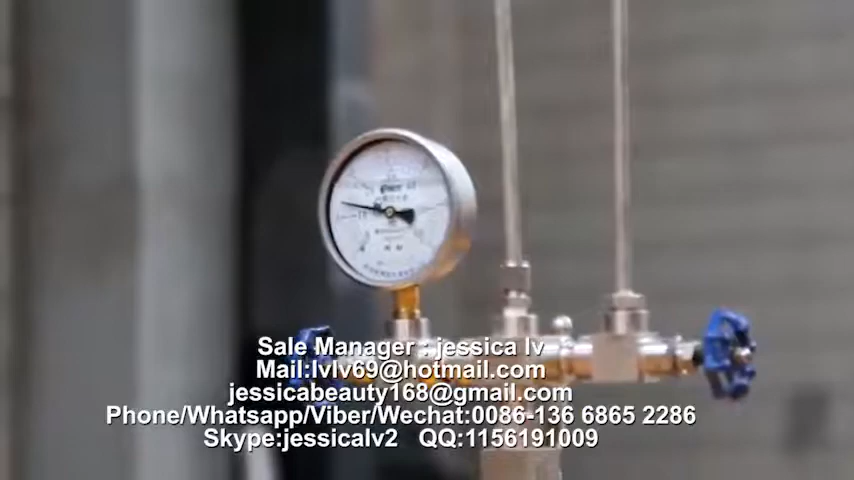 Sale Manager : jessica lv
Mail:lvlv69@hotmail.com
jessicabeauty168@gmail.com
Phone/Whatsapp/Viber/Wechat:0086-136 6865 2286
Skype:jessicalv2 QQ:1156191009